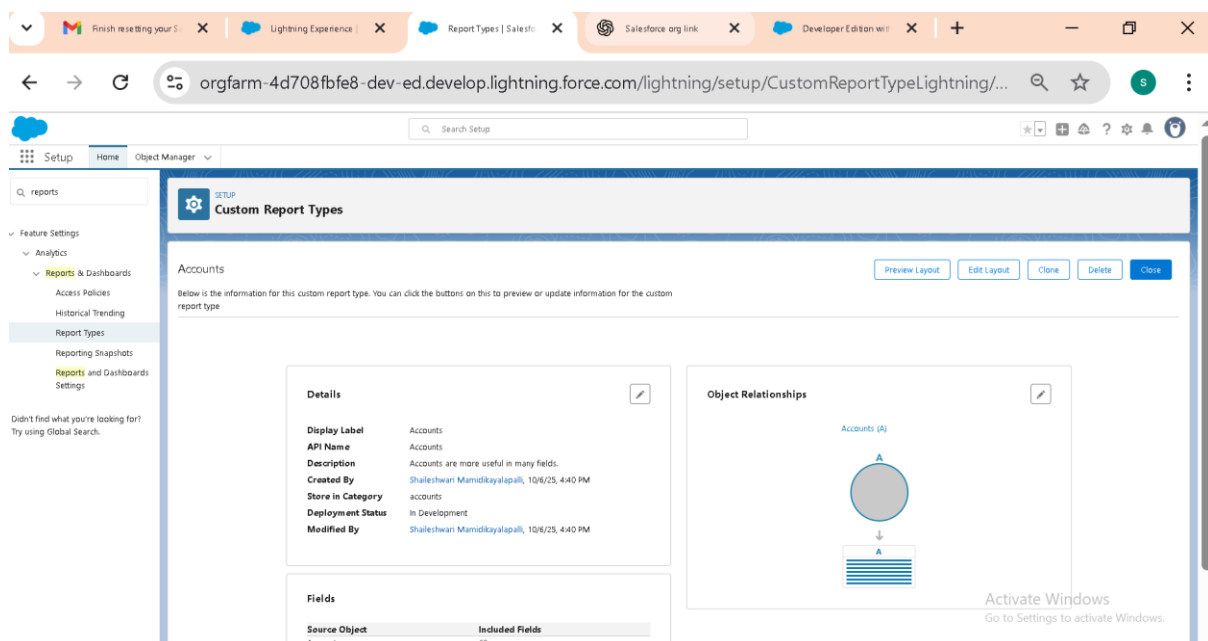 Finish resetting your S
Lightning Experience |
Report Types | Salesfo
Salesforce org link
Developer Edition wit
orgfarm-4d708fbfe8-dev-ed.develop.lightning.force.com/lightning/setup/CustomReportTypeLightning/...
S
Search Setup
Setup
Home
Object Manager
reports
SETUP
Custom Report Types
Feature Settings
Analytics
Reports & Dashboards
Access Policies
Historical Trending
Report Types
Reporting Snapshots
Reports and Dashboards
Settings
Didn't find what you're looking for?
Try using Global Search.
Accounts
Preview Layout
Edit Layout
Clone
Delete
Close
Below is the information for this custom report type. You can click the buttons on this to preview or update information for the custom
report type
Details
Display Label Accounts
API Name Accounts
Description Accounts are more useful in many fields.
Created By Shaileshwari Mamidikayalapalli, 10/6/25, 4:40 PM
Store in Category accounts
Deployment Status In Development
Modified By Shaileshwari Mamidikayalapalli, 10/6/25, 4:40 PM
Object Relationships
Accounts (A)
A
A
Fields
Source Object Included Fields
Activate Windows
Go to Settings to activate Windows.